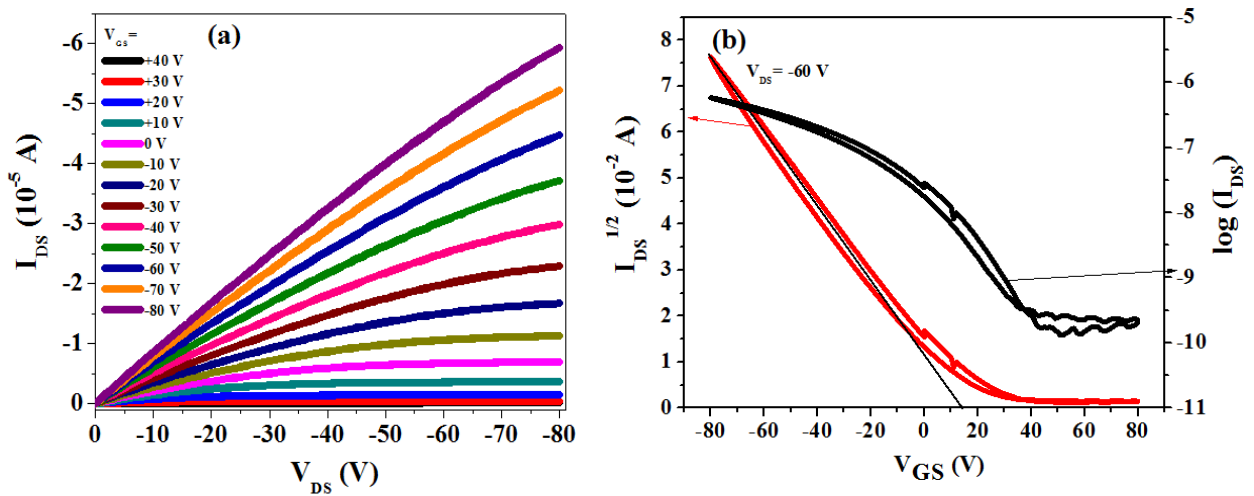 (a)
V_GS=
+40 V
+30 V
+20 V
+10 V
0 V
-10 V
-20 V
-30 V
-40 V
-50 V
-60 V
-70 V
-80 V
-6
-5
-4
-3
-2
-1
0
I_DS (10^-5 A)
0 -10 -20 -30 -40 -50 -60 -70 -80
V_DS (V)
(b)
V_DS= -60 V
8
7
6
5
4
3
2
1
0
I_DS^1/2 (10^-2 A)
-80 -60 -40 -20 0 20 40 60 80
V_GS (V)
-5
-6
-7
-8
-9
-10
-11
log (I_DS)